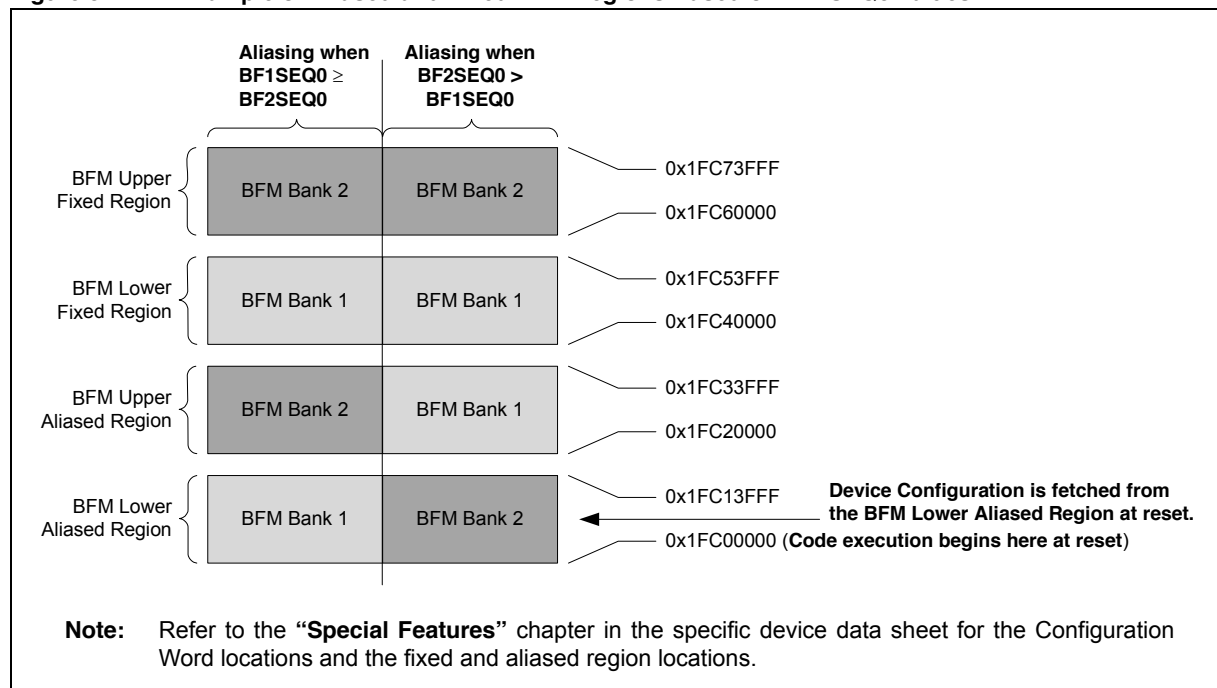 Aliasing when
BF1SEQ0 ≥
BF2SEQ0
Aliasing when
BF2SEQ0 >
BF1SEQ0
BFM Upper
Fixed Region
BFM Bank 2
BFM Bank 2
0x1FC73FFF
0x1FC60000
BFM Lower
Fixed Region
BFM Bank 1
BFM Bank 1
0x1FC53FFF
0x1FC40000
BFM Upper
Aliased Region
BFM Bank 2
BFM Bank 1
0x1FC33FFF
0x1FC20000
BFM Lower
Aliased Region
BFM Bank 1
BFM Bank 2
0x1FC13FFF
Device Configuration is fetched from
the BFM Lower Aliased Region at reset.
0x1FC00000 (Code execution begins here at reset)
Note: Refer to the “Special Features” chapter in the specific device data sheet for the Configuration
Word locations and the fixed and aliased region locations.